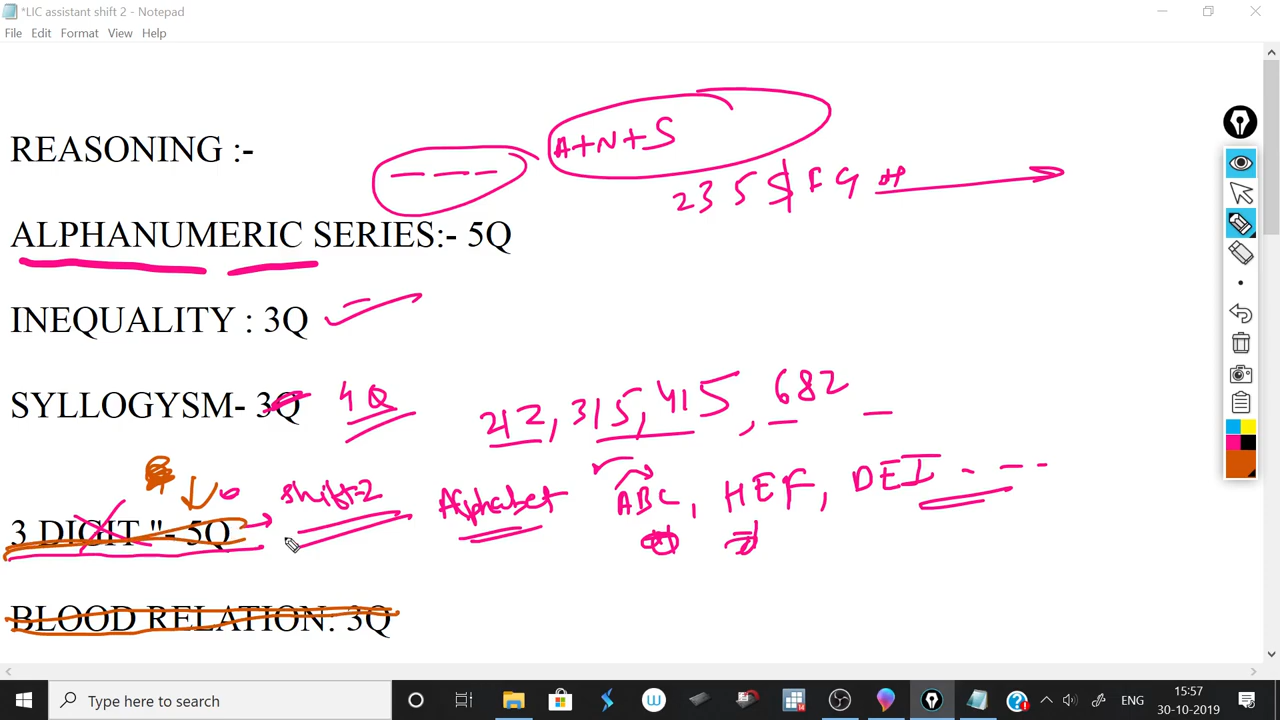 *LIC assistant shift 2 - Notepad
File Edit Format View Help
A+N+S
REASONING :-
2 3 5 $ F G #
ALPHANUMERIC SERIES:- 5Q
INEQUALITY : 3Q
SYLLOGYSM- 3Q 4Q
212, 315, 415, 682
shift-2 Alphabet ABC, HEF, DEI - - - -
3 DIGIT "- 5Q
BLOOD RELATION: 3Q
Type here to search
ENG
15:57
30-10-2019